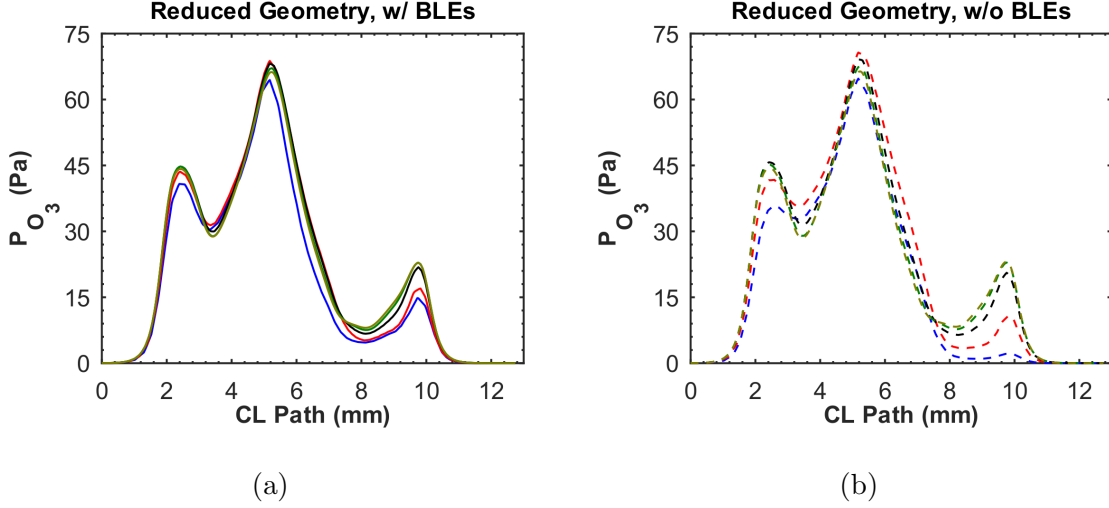 Reduced Geometry, w/ BLEs
75
60
45
30
15
0
P O3 (Pa)
0 2 4 6 8 10 12
CL Path (mm)
(a)
Reduced Geometry, w/o BLEs
75
60
45
30
15
0
P O3 (Pa)
0 2 4 6 8 10 12
CL Path (mm)
(b)